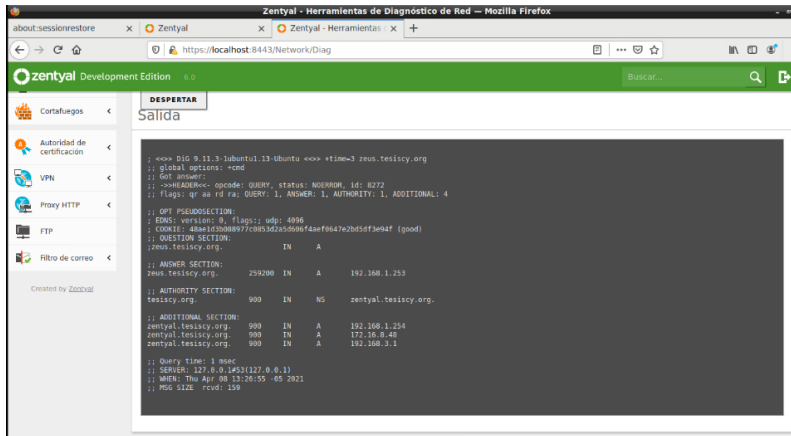 Zentyal - Herramientas de Diagnóstico de Red — Mozilla Firefox
about:sessionrestore
Zentyal
Zentyal - Herramientas
https://localhost:8443/Network/Diag
zentyal Development Edition 6.0
Buscar...
Cortafuegos
Autoridad de
certificación
VPN
Proxy HTTP
FTP
Filtro de correo
Created by Zentyal
DESPERTAR
Salida
; <<>> DiG 9.11.3-1ubuntu1.13-Ubuntu <<>> +time=3 zeus.tesiscy.org
;; global options: +cmd
;; Got answer:
;; ->>HEADER<<- opcode: QUERY, status: NOERROR, id: 8272
;; flags: qr aa rd ra; QUERY: 1, ANSWER: 1, AUTHORITY: 1, ADDITIONAL: 4
;; OPT PSEUDOSECTION:
; EDNS: version: 0, flags:; udp: 4096
; COOKIE: (good)
;; QUESTION SECTION:
;zeus.tesiscy.org. IN A
;; ANSWER SECTION:
zeus.tesiscy.org. 259200 IN A 192.168.1.253
;; AUTHORITY SECTION:
tesiscy.org. 900 IN NS zentyal.tesiscy.org.
;; ADDITIONAL SECTION:
zentyal.tesiscy.org. 900 IN A 192.168.1.254
zentyal.tesiscy.org. 900 IN A 172.16.8.48
zentyal.tesiscy.org. 900 IN A 192.168.3.1
;; Query time: 1 msec
;; SERVER: 127.0.0.1#53(127.0.0.1)
;; WHEN: Thu Apr 08 13:26:55 -05 2021
;; MSG SIZE rcvd: 159